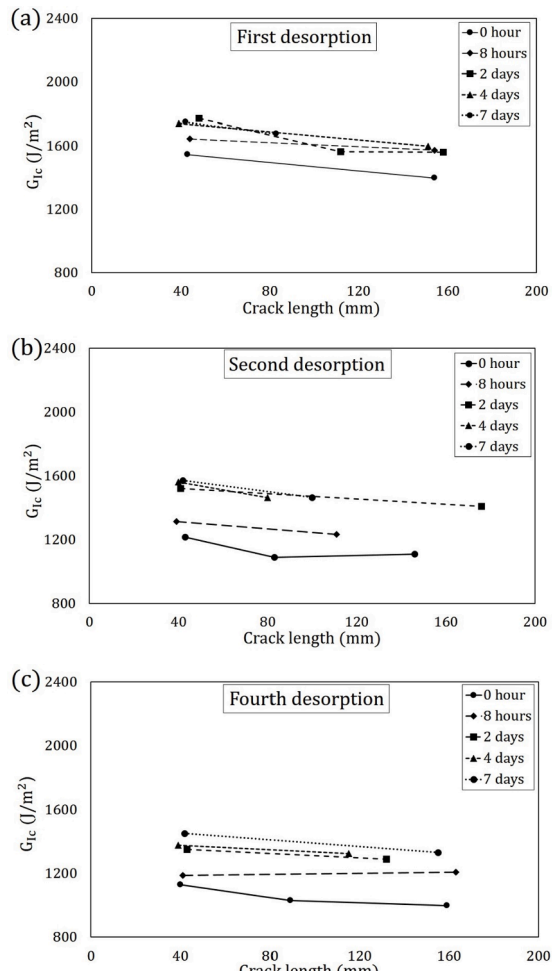 (a)
First desorption
0 hour
8 hours
2 days
4 days
7 days
2400
2000
1600
1200
800
G_Ic (J/m²)
0 40 80 120 160 200
Crack length (mm)
(b)
Second desorption
0 hour
8 hours
2 days
4 days
7 days
2400
2000
1600
1200
800
G_Ic (J/m²)
0 40 80 120 160 200
Crack length (mm)
(c)
Fourth desorption
0 hour
8 hours
2 days
4 days
7 days
2400
2000
1600
1200
800
G_Ic (J/m²)
0 40 80 120 160 200
Crack length (mm)